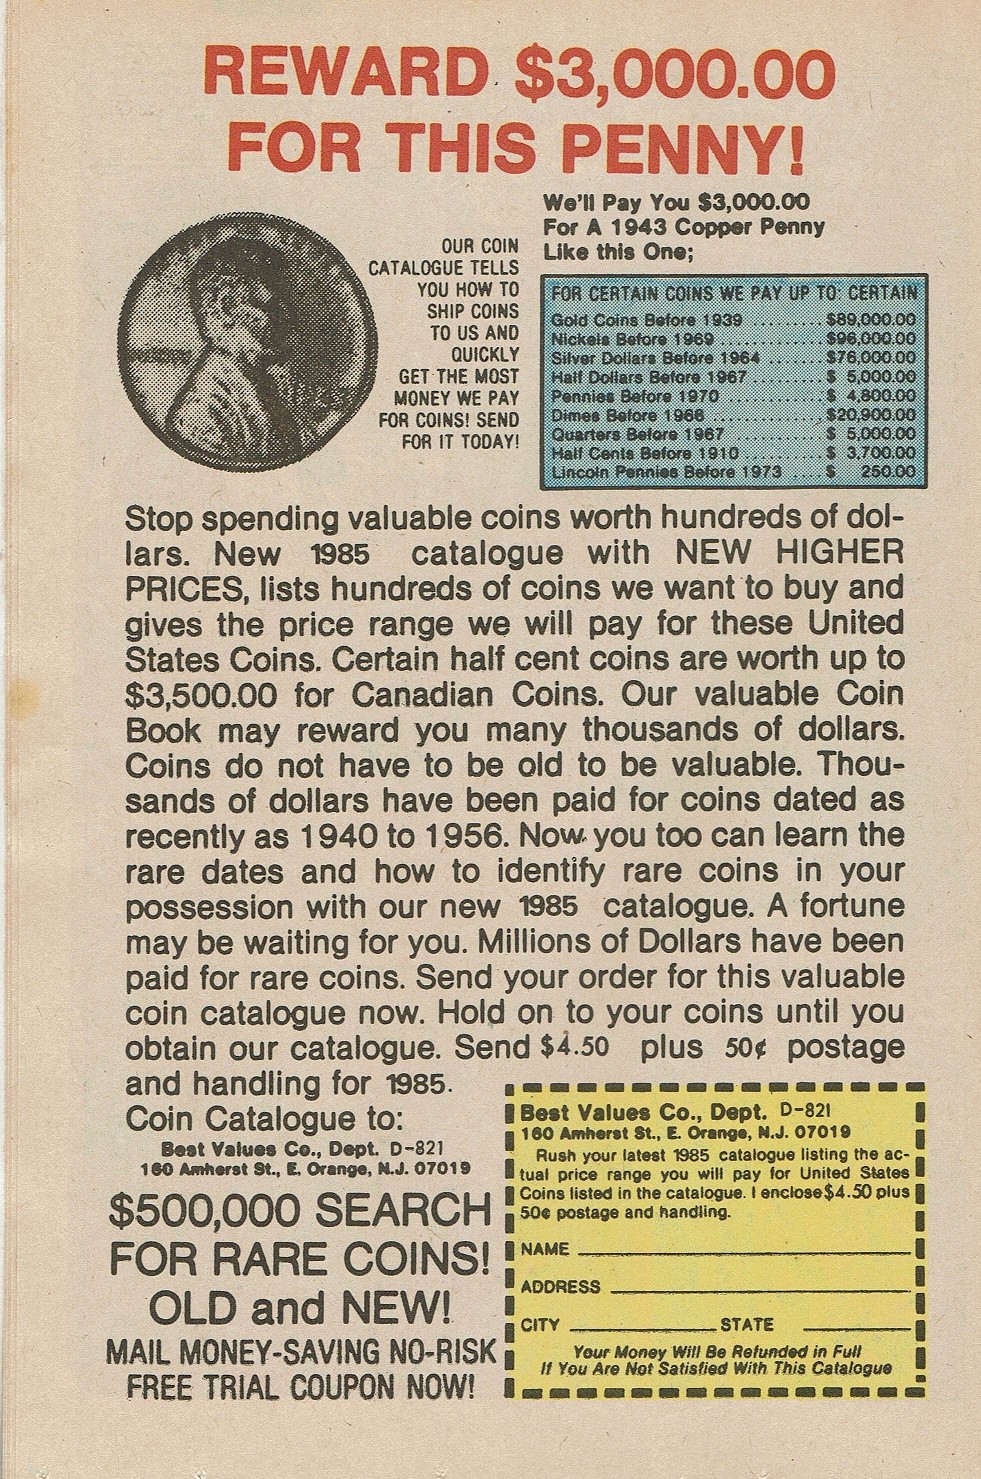 REWARD $3,000.00
FOR THIS PENNY!
We'll Pay You $3,000.00
For A 1943 Copper Penny
Like this One;
OUR COIN
CATALOGUE TELLS
YOU HOW TO
SHIP COINS
TO US AND
QUICKLY
GET THE MOST
MONEY WE PAY
FOR COINS! SEND
FOR IT TODAY!
1943
FOR CERTAIN COINS WE PAY UP TO: CERTAIN
Gold Coins Before 1939 ......... $89,000.00
Nickels Before 1969 ............ $96,000.00
Silver Dollars Before 1964 ...... $76,000.00
Half Dollars Before 1967 ......... $ 5,000.00
Pennies Before 1970 ............ $ 4,800.00
Dimes Before 1966 ............. $20,900.00
Quarters Before 1967 ........... $ 5,000.00
Half Cents Before 1910 .......... $ 3,700.00
Lincoln Pennies Before 1973 .... $ 250.00
Stop spending valuable coins worth hundreds of dol-
lars. New 1985 catalogue with NEW HIGHER
PRICES, lists hundreds of coins we want to buy and
gives the price range we will pay for these United
States Coins. Certain half cent coins are worth up to
$3,500.00 for Canadian Coins. Our valuable Coin
Book may reward you many thousands of dollars.
Coins do not have to be old to be valuable. Thou-
sands of dollars have been paid for coins dated as
recently as 1940 to 1956. Now you too can learn the
rare dates and how to identify rare coins in your
possession with our new 1985 catalogue. A fortune
may be waiting for you. Millions of Dollars have been
paid for rare coins. Send your order for this valuable
coin catalogue now. Hold on to your coins until you
obtain our catalogue. Send $4.50 plus 50¢ postage
and handling for 1985.
Coin Catalogue to:
Best Values Co., Dept. D-821
160 Amherst St., E. Orange, N.J. 07019
$500,000 SEARCH
FOR RARE COINS!
OLD and NEW!
MAIL MONEY-SAVING NO-RISK
FREE TRIAL COUPON NOW!
Best Values Co., Dept. D-821
160 Amherst St., E. Orange, N.J. 07019
Rush your latest 1985 catalogue listing the ac-
tual price range you will pay for United States
Coins listed in the catalogue. I enclose $4.50 plus
50¢ postage and handling.
NAME
ADDRESS
CITY STATE
Your Money Will Be Refunded in Full
If You Are Not Satisfied With This Catalogue